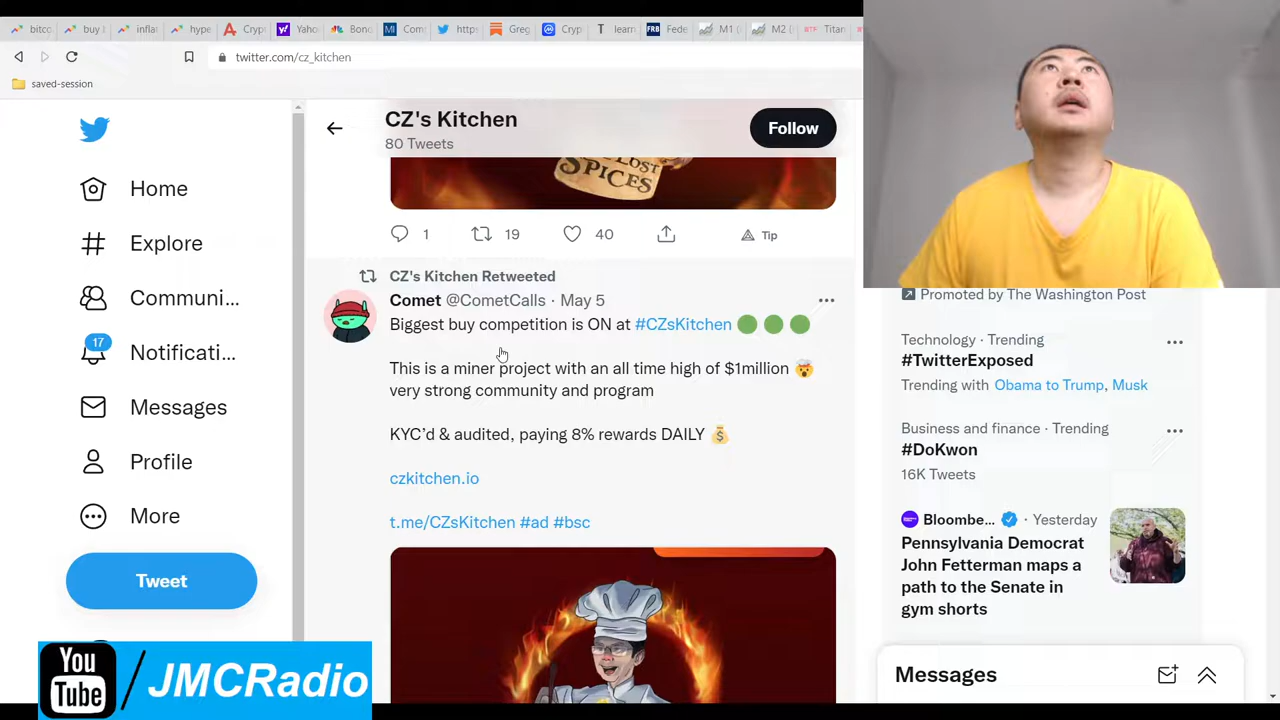 bitcc
buy l
inflar
hype
Cryp
Yaho
Bonc
Com
https
Greg
Cryp
learn
FRB
Fede
M1 (
M2 (
Titan
twitter.com/cz_kitchen
saved-session
Home
Explore
Communi...
17
Notificati...
Messages
Profile
More
Tweet
CZ's Kitchen
80 Tweets
Follow
LOST
SPICES
1
19
40
Tip
CZ's Kitchen Retweeted
Comet @CometCalls · May 5
Biggest buy competition is ON at #CZsKitchen
This is a miner project with an all time high of $1million
very strong community and program
KYC'd & audited, paying 8% rewards DAILY
czkitchen.io
t.me/CZsKitchen #ad #bsc
Promoted by The Washington Post
Technology · Trending
#TwitterExposed
Trending with Obama to Trump, Musk
Business and finance · Trending
#DoKwon
16K Tweets
Bloombe... · Yesterday
Pennsylvania Democrat
John Fetterman maps a
path to the Senate in
gym shorts
Messages
You
Tube
/JMCRadio